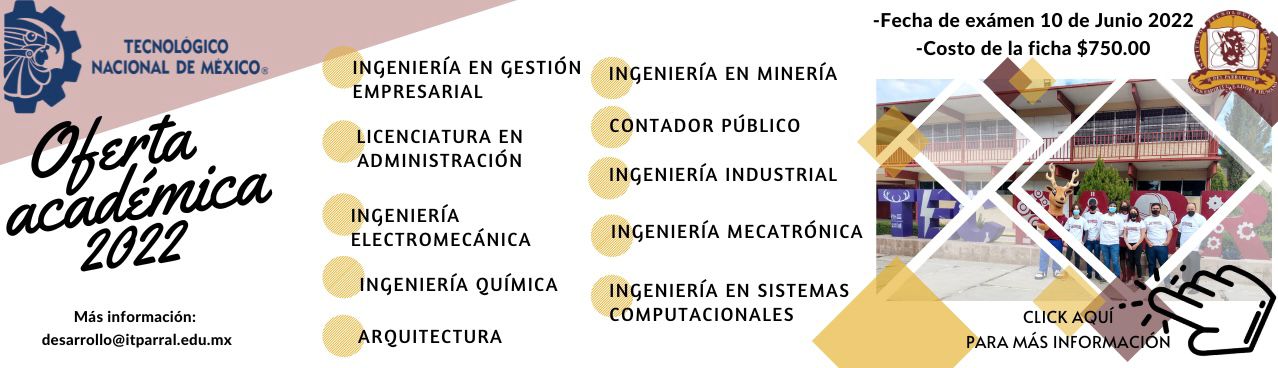 TECNOLÓGICO
NACIONAL DE MÉXICO®
Oferta
académica
2022
Más información:
desarrollo@itparral.edu.mx
INGENIERÍA EN GESTIÓN
EMPRESARIAL
LICENCIATURA EN
ADMINISTRACIÓN
INGENIERÍA
ELECTROMECÁNICA
INGENIERÍA QUÍMICA
ARQUITECTURA
INGENIERÍA EN MINERÍA
CONTADOR PÚBLICO
INGENIERÍA INDUSTRIAL
INGENIERÍA MECATRÓNICA
INGENIERÍA EN SISTEMAS
COMPUTACIONALES
-Fecha de exámen 10 de Junio 2022
-Costo de la ficha $750.00
CLICK AQUÍ
PARA MÁS INFORMACIÓN